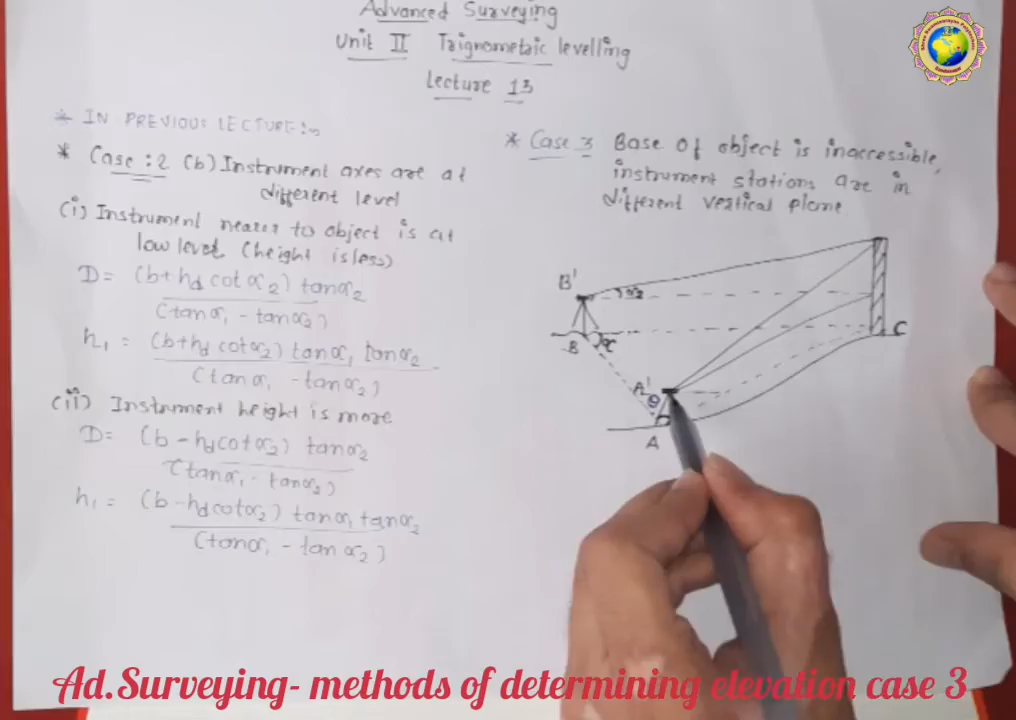 Advanced Surveying
Unit II Trignometric levelling
Lecture 13
* IN PREVIOUS LECTURE:-
* Case : 2 (b) Instrument axes are at
different level
(i) Instrument nearer to object is at
low level (height is less)
D = (b + hd cot α2) tan α2
(tan α1 - tan α2)
h1 = (b + hd cot α2) tan α1 tan α2
(tan α1 - tan α2)
(ii) Instrument height is more
D = (b - hd cot α2) tan α2
(tan α1 - tan α2)
h1 = (b - hd cot α2) tan α1 tan α2
(tan α1 - tan α2)
* Case 3 Base of object is inaccessible,
instrument stations are in
different vertical plane.
B'
α2
C
B
α
A'
θ
A
Ad.Surveying- methods of determining elevation case 3